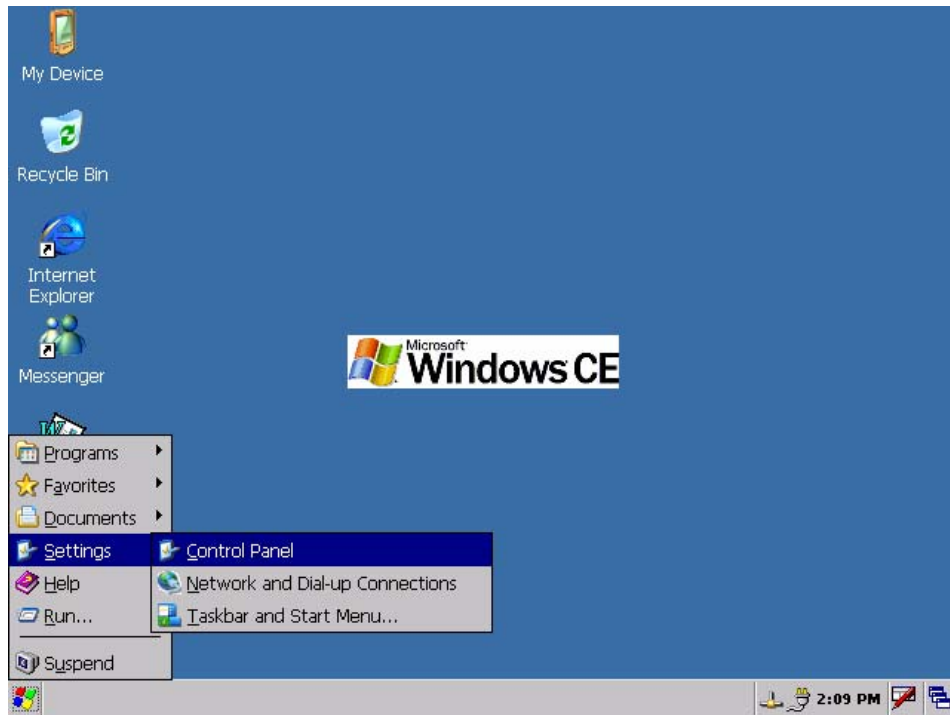 My Device
Recycle Bin
Internet
Explorer
Messenger
Microsoft
Windows CE
Programs
Favorites
Documents
Settings
Help
Run...
Suspend
Control Panel
Network and Dial-up Connections
Taskbar and Start Menu...
2:09 PM